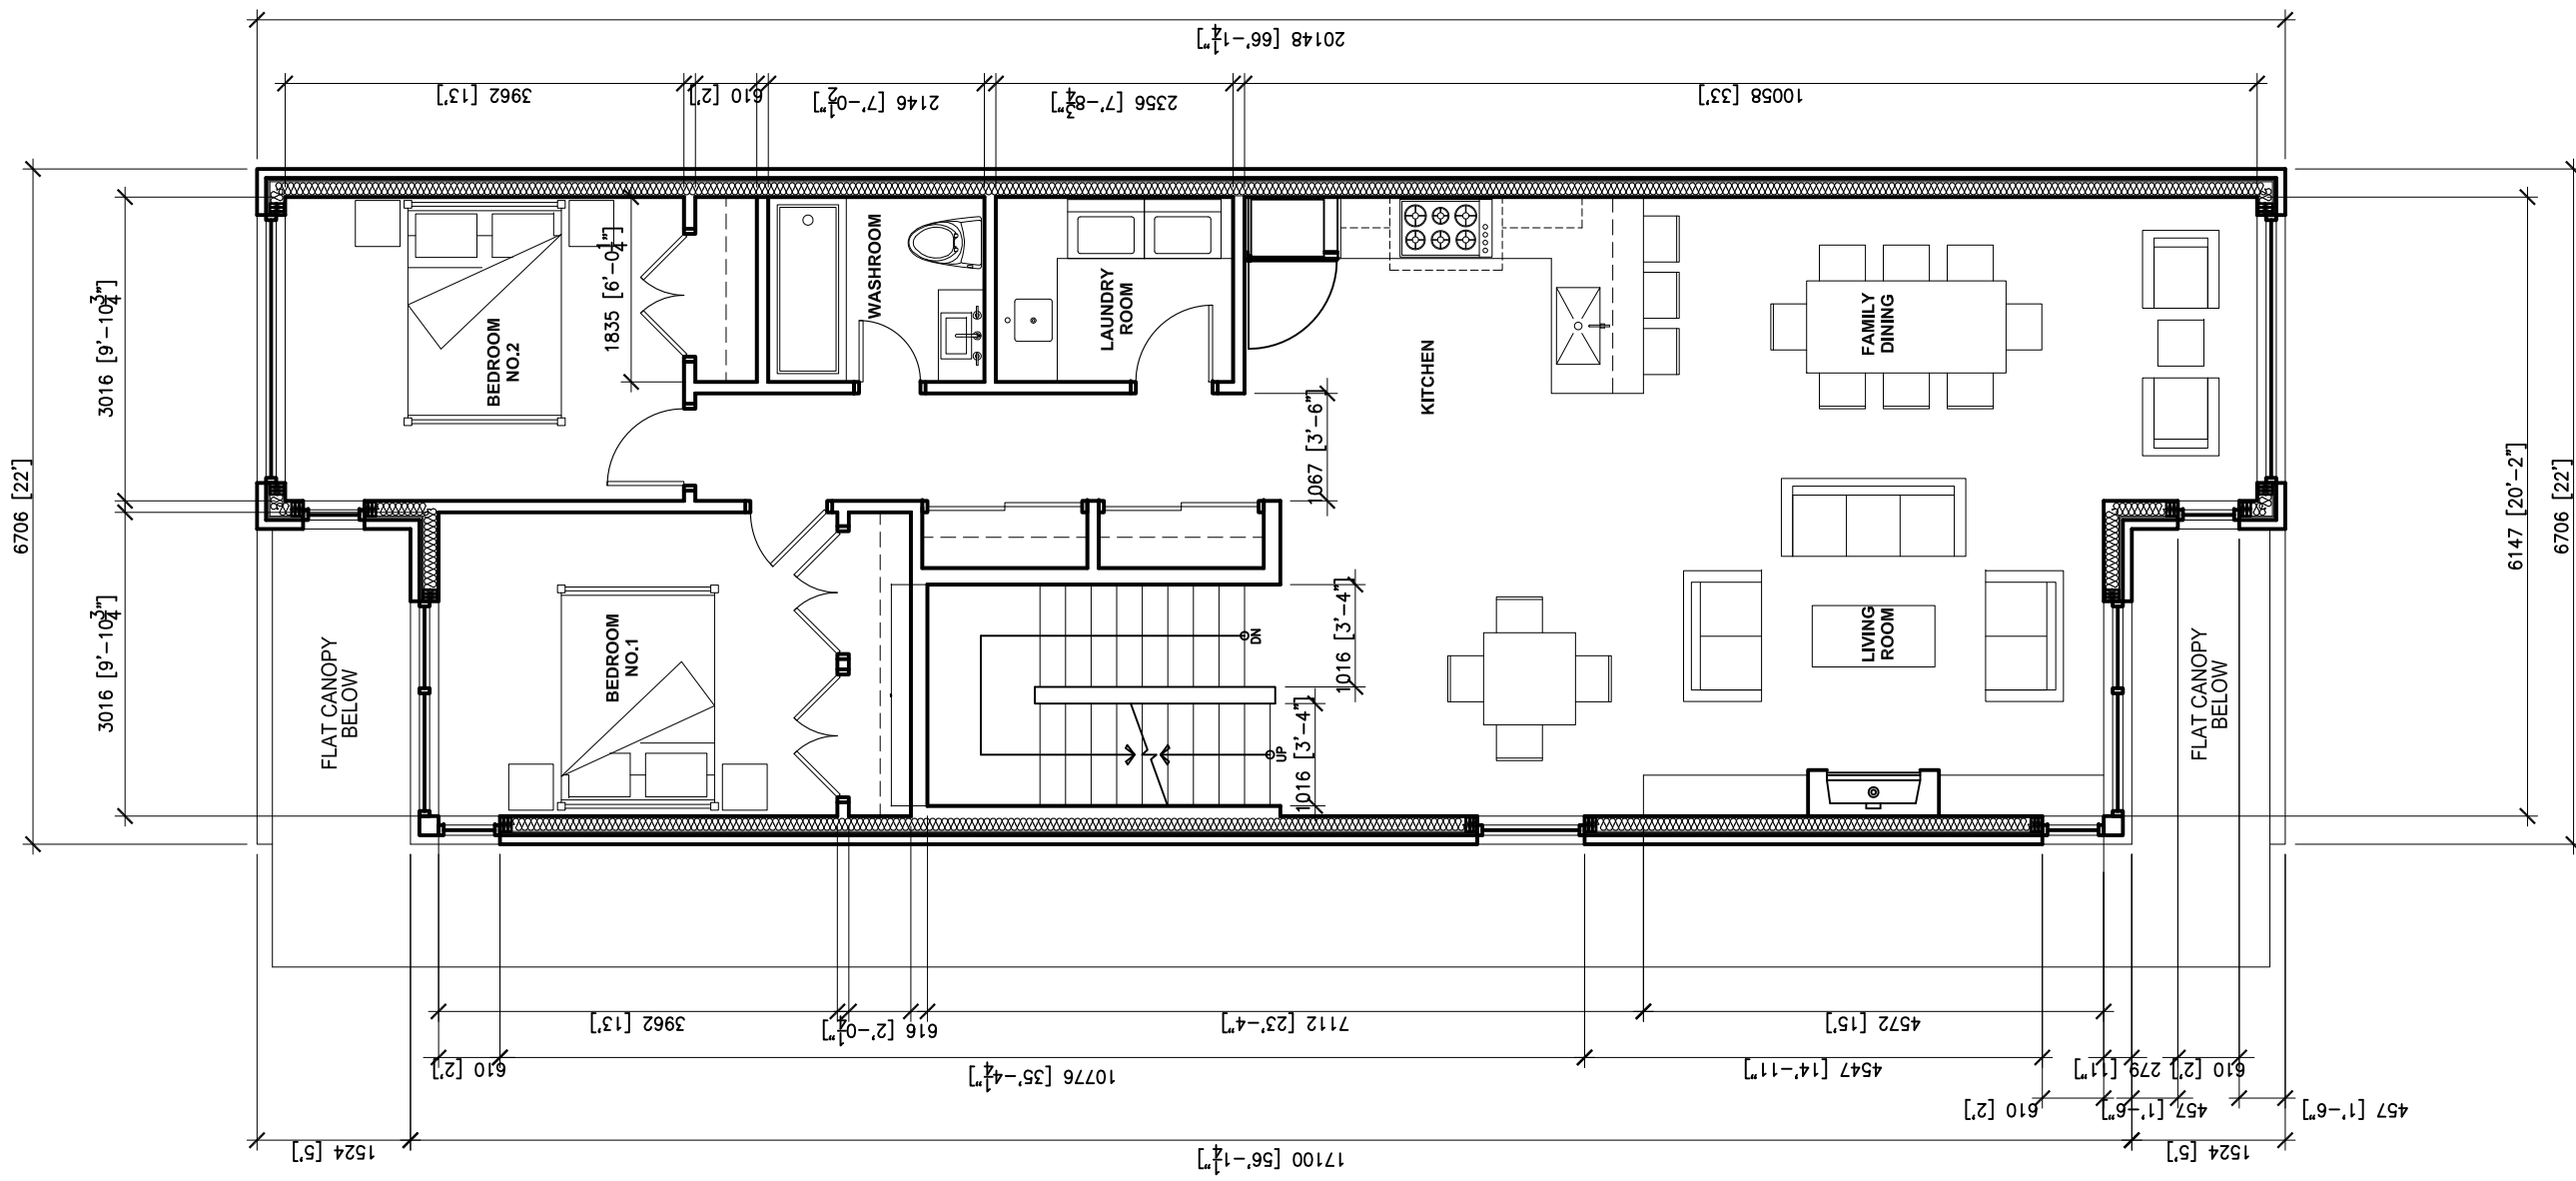 20148 [66'-1¼"]
3962 [13']
610 [2']
2146 [7'-0½"]
2356 [7'-8¾"]
10058 [33']
6706 [22']
3016 [9'-10¾"]
3016 [9'-10¾"]
BEDROOM
NO.2
1835 [6'-0¼"]
WASHROOM
LAUNDRY
ROOM
KITCHEN
FAMILY
DINING
1067 [3'-6"]
6147 [20'-2"]
6706 [22']
FLAT CANOPY
BELOW
BEDROOM
NO.1
DN
UP
1016 [3'-4"]
1016 [3'-4"]
LIVING
ROOM
FLAT CANOPY
BELOW
3962 [13']
616 [2'-0¼"]
7112 [23'-4"]
4572 [15']
610 [2']
10776 [35'-4¼"]
4547 [14'-11"]
279 [11"]
610 [2']
610 [2']
457 [1'-6"]
457 [1'-6"]
1524 [5']
17100 [56'-1¼"]
1524 [5']